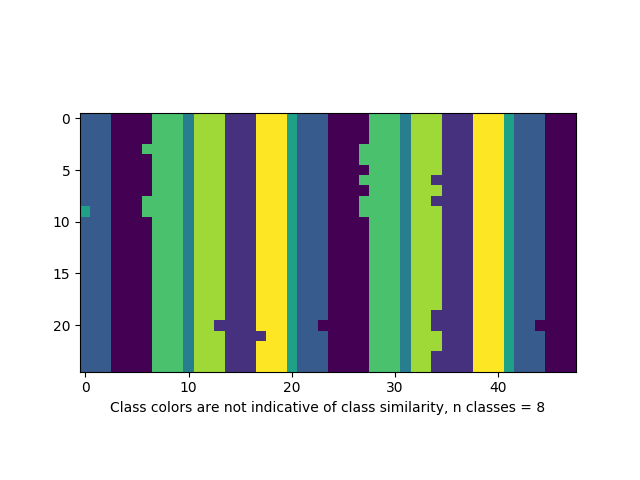 0
5
10
15
20
0 10 20 30 40
Class colors are not indicative of class similarity, n classes = 8